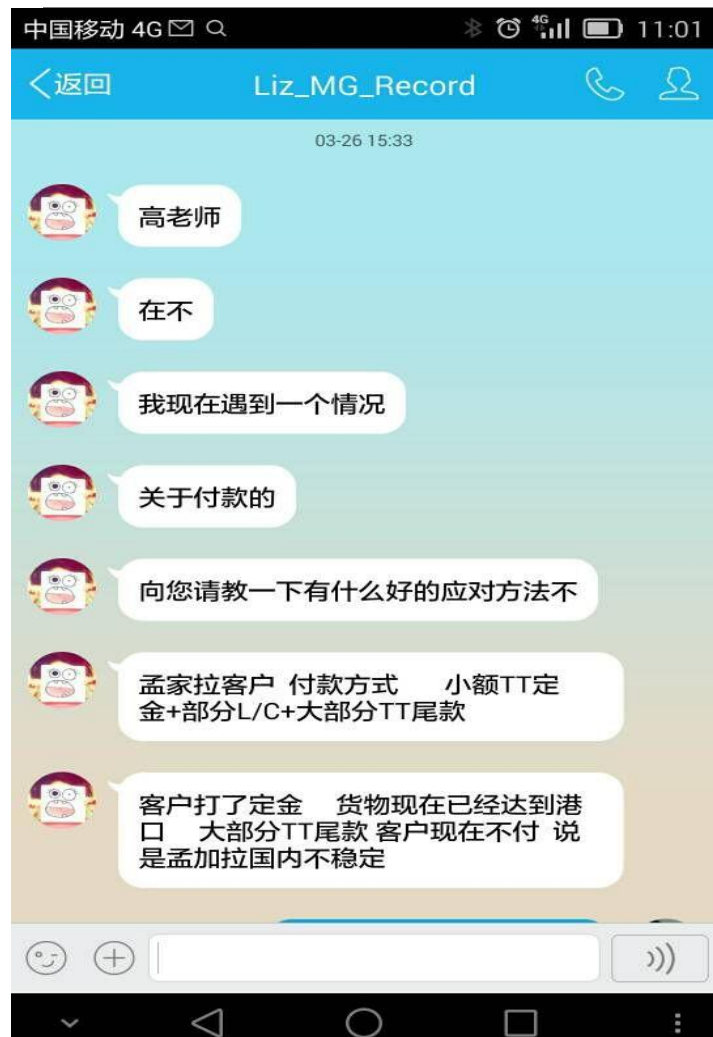 中国移动 4G 4G 11:01
返回 Liz_MG_Record
03-26 15:33
高老师
在不
我现在遇到一个情况
关于付款的
向您请教一下有什么好的应对方法不
孟家拉客户 付款方式 小额TT定
金+部分L/C+大部分TT尾款
客户打了定金 货物现在已经达到港
口 大部分TT尾款 客户现在不付 说
是孟加拉国内不稳定